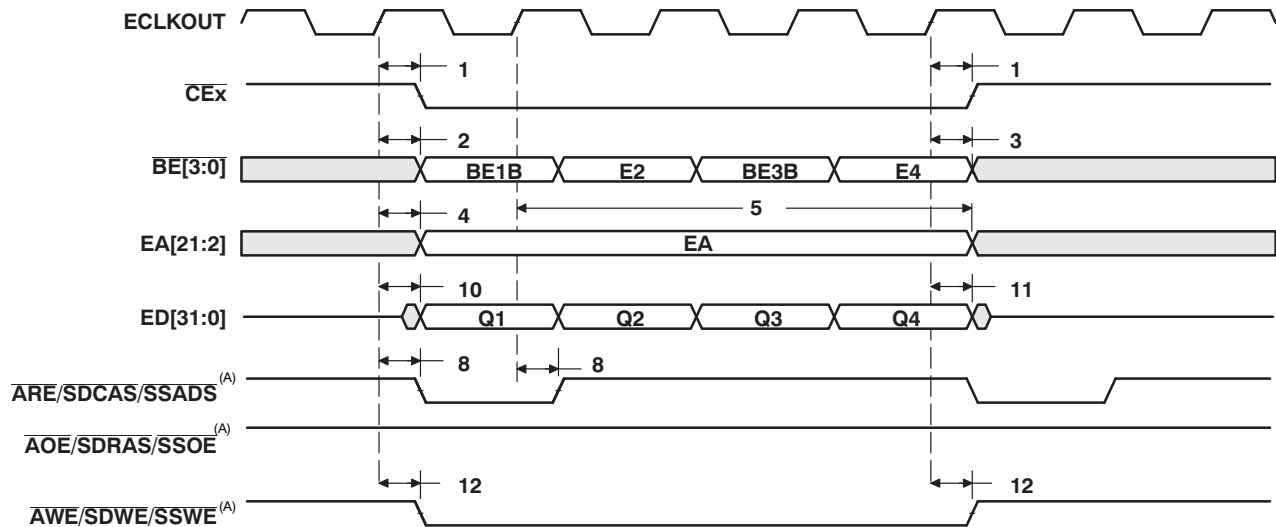 ECLKOUT
1 1
CEx
2 3
BE[3:0] BE1B E2 BE3B E4
4 5
EA[21:2] EA
10 11
ED[31:0] Q1 Q2 Q3 Q4
8 8
ARE/SDCAS/SSADS(A)
AOE/SDRAS/SSOE(A)
12 12
AWE/SDWE/SSWE(A)